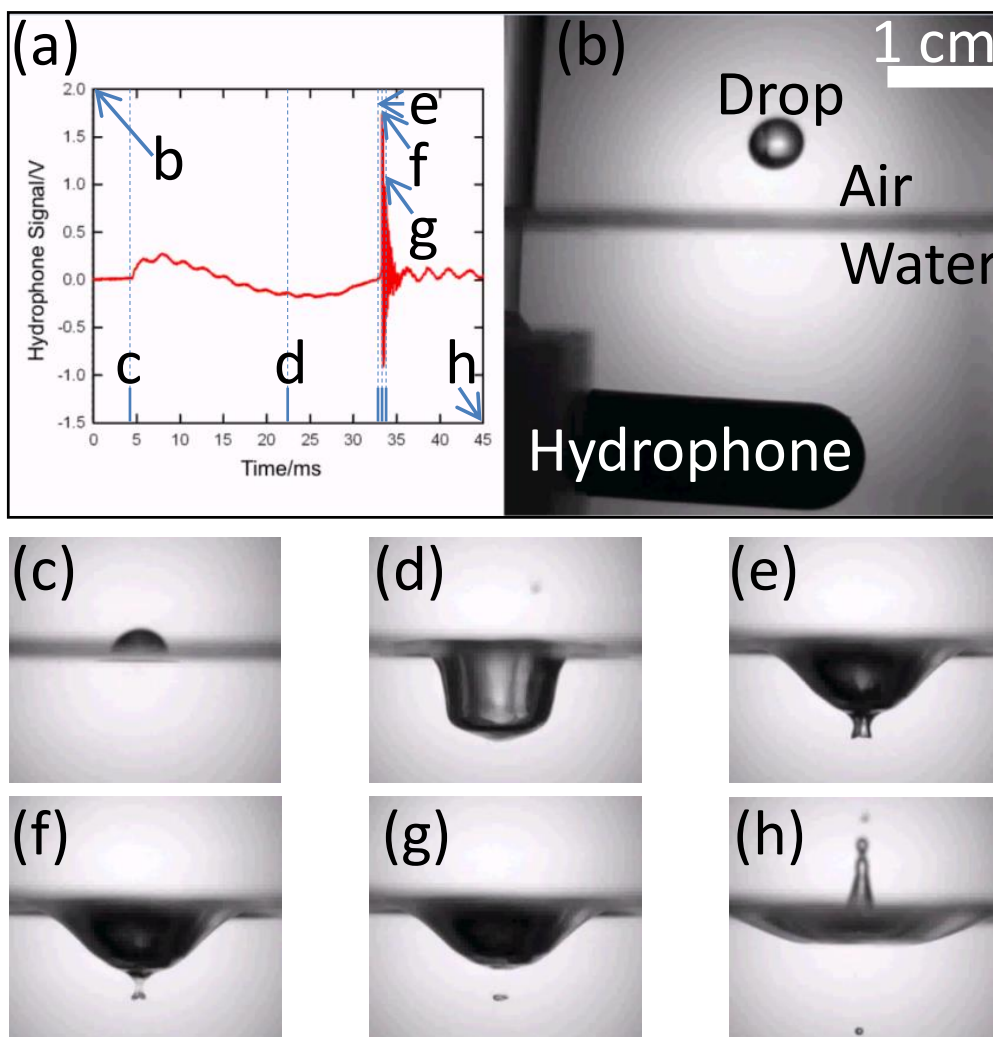 (a)
2.0
1.5
1.0
0.5
0.0
-0.5
-1.0
-1.5
Hydrophone Signal/V
0 5 10 15 20 25 30 35 40 45
Time/ms
b
c
d
e
f
g
h
(b)
1 cm
Drop
Air
Water
Hydrophone
(c)
(d)
(e)
(f)
(g)
(h)